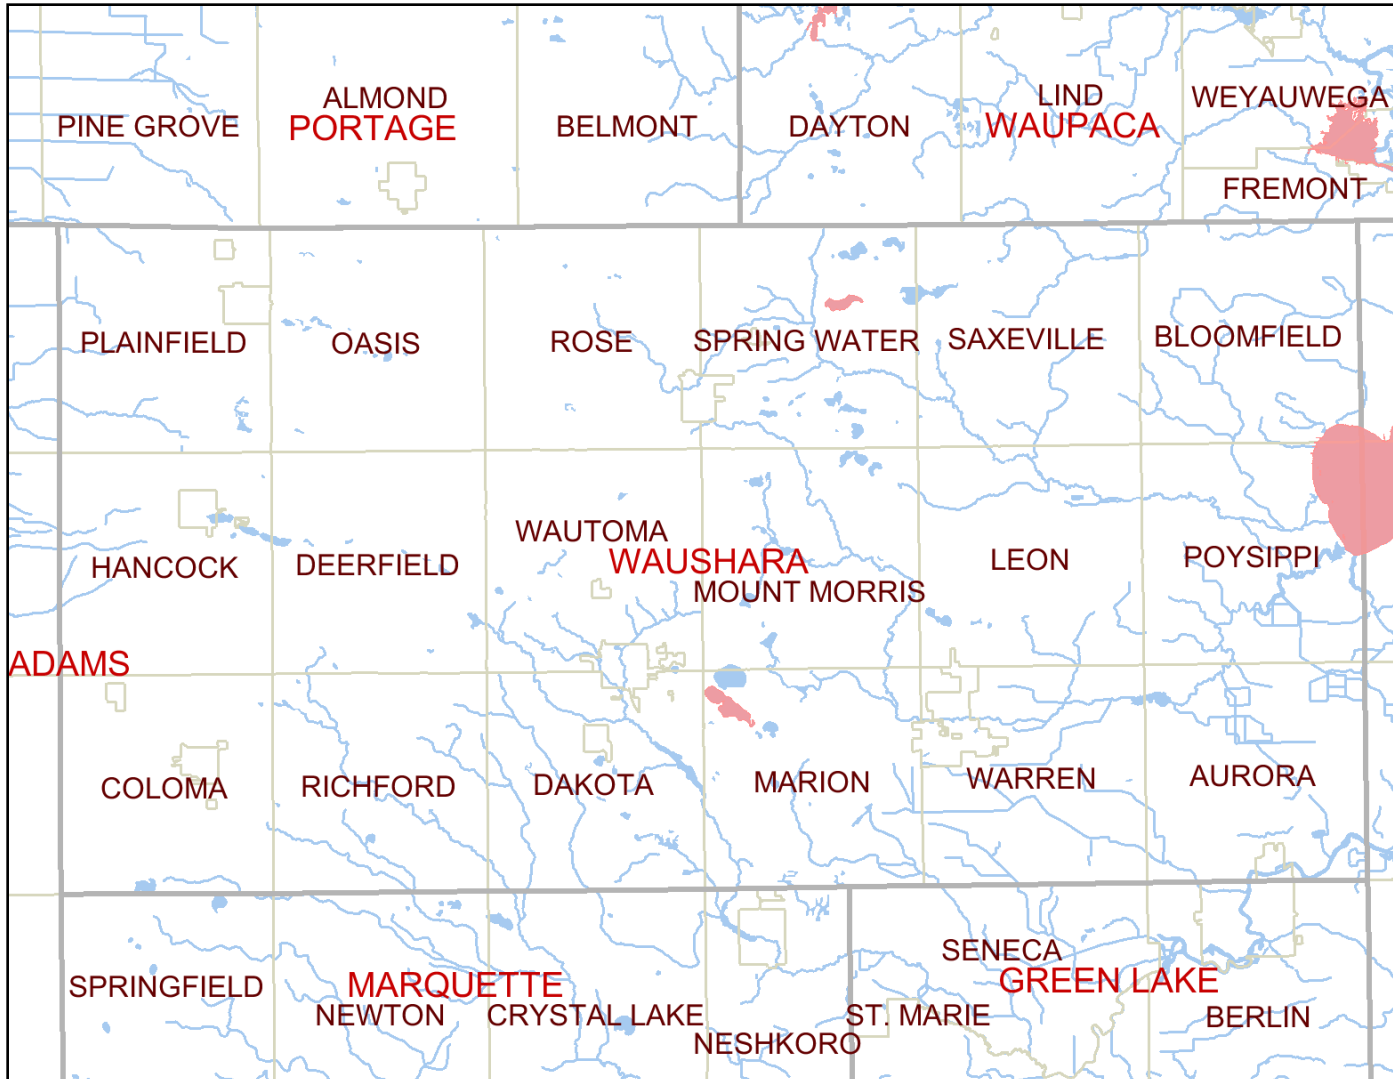 ALMOND
LIND
WEYAUWEGA
PINE GROVE
PORTAGE
BELMONT
DAYTON
WAUPACA
FREMONT
PLAINFIELD
OASIS
ROSE
SPRING WATER
SAXEVILLE
BLOOMFIELD
WAUTOMA
HANCOCK
DEERFIELD
WAUSHARA
LEON
POYSIPPI
MOUNT MORRIS
ADAMS
COLOMA
RICHFORD
DAKOTA
MARION
WARREN
AURORA
SENECA
SPRINGFIELD
MARQUETTE
GREEN LAKE
NEWTON
CRYSTAL LAKE
ST. MARIE
BERLIN
NESHKORO